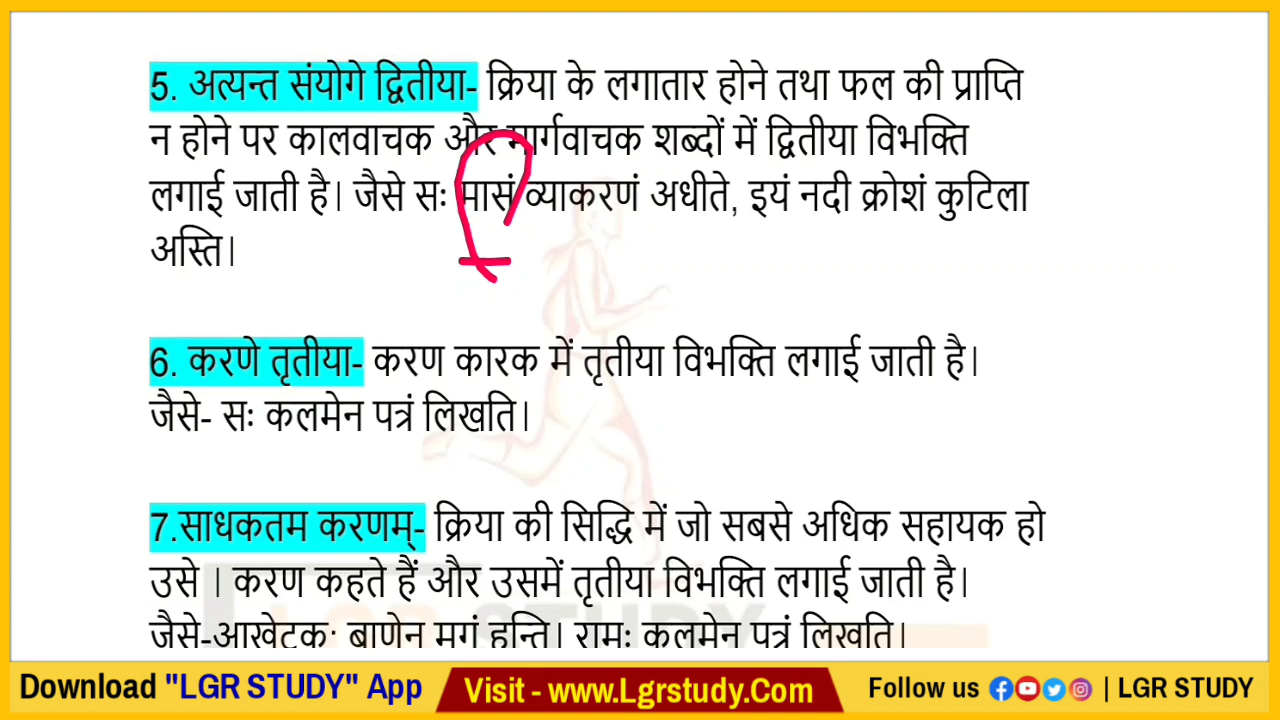 5. अत्यन्त संयोगे द्वितीया- क्रिया के लगातार होने तथा फल की प्राप्ति
न होने पर कालवाचक और मार्गवाचक शब्दों में द्वितीया विभक्ति
लगाई जाती है। जैसे सः मासं व्याकरणं अधीते, इयं नदी क्रोशं कुटिला
अस्ति।
6. करणे तृतीया- करण कारक में तृतीया विभक्ति लगाई जाती है।
जैसे- सः कलमेन पत्रं लिखति।
7.साधकतम करणम्- क्रिया की सिद्धि में जो सबसे अधिक सहायक हो
उसे । करण कहते हैं और उसमें तृतीया विभक्ति लगाई जाती है।
जैसे-आखेटकः बाणेन मृगं हन्ति। रामः कलमेन पत्रं लिखति।
LGR STUDY
Download "LGR STUDY" App
Visit - www.Lgrstudy.Com
Follow us | LGR STUDY